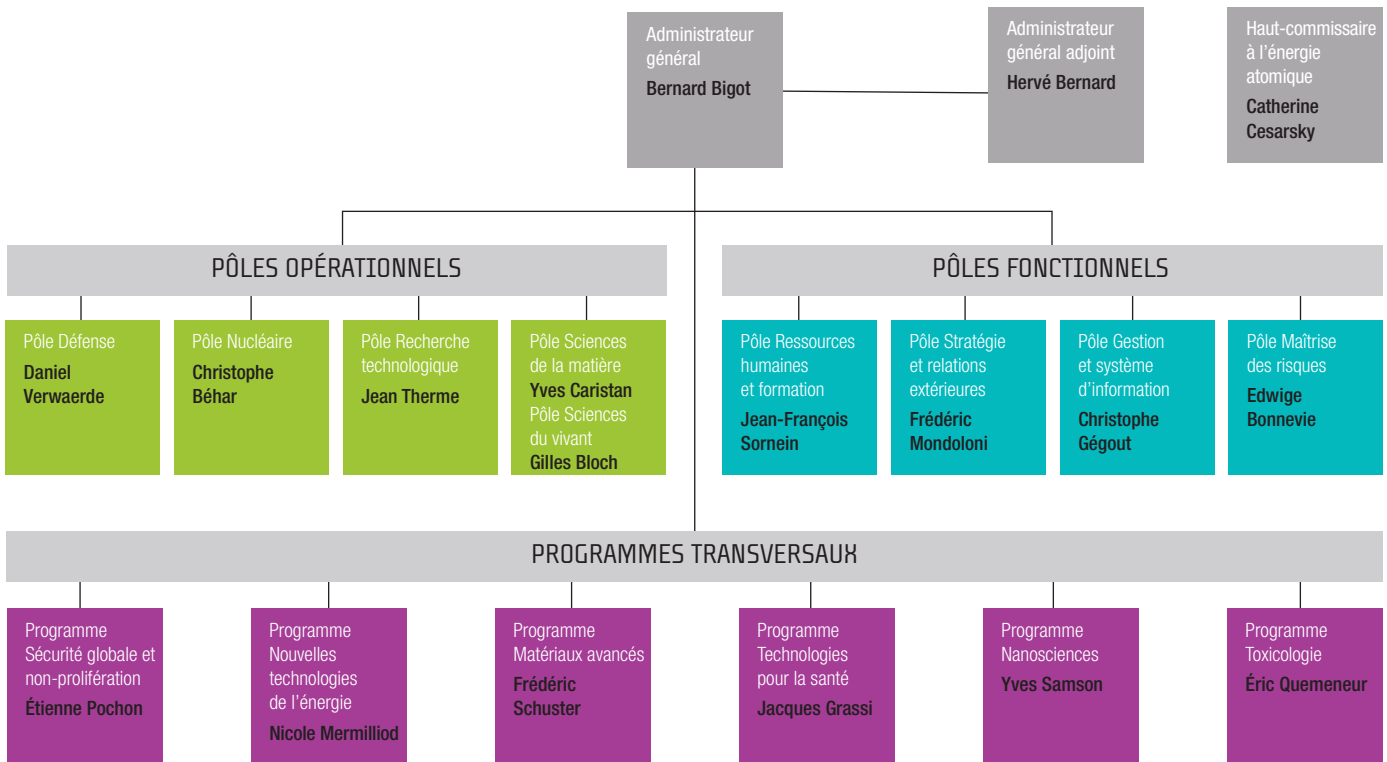 Administrateur
général
Bernard Bigot
Administrateur
général adjoint
Hervé Bernard
Haut-commissaire
à l'énergie
atomique
Catherine
Cesarsky
PÔLES OPÉRATIONNELS
PÔLES FONCTIONNELS
Pôle Défense
Daniel
Verwaerde
Pôle Nucléaire
Christophe
Béhar
Pôle Recherche
technologique
Jean Therme
Pôle Sciences
de la matière
Yves Caristan
Pôle Sciences
du vivant
Gilles Bloch
Pôle Ressources
humaines
et formation
Jean-François
Sornein
Pôle Stratégie
et relations
extérieures
Frédéric
Mondoloni
Pôle Gestion
et système
d'information
Christophe
Gégout
Pôle Maîtrise
des risques
Edwige
Bonnevie
PROGRAMMES TRANSVERSAUX
Programme
Sécurité globale et
non-prolifération
Étienne Pochon
Programme
Nouvelles
technologies
de l'énergie
Nicole Mermilliod
Programme
Matériaux avancés
Frédéric
Schuster
Programme
Technologies
pour la santé
Jacques Grassi
Programme
Nanosciences
Yves Samson
Programme
Toxicologie
Éric Quemeneur